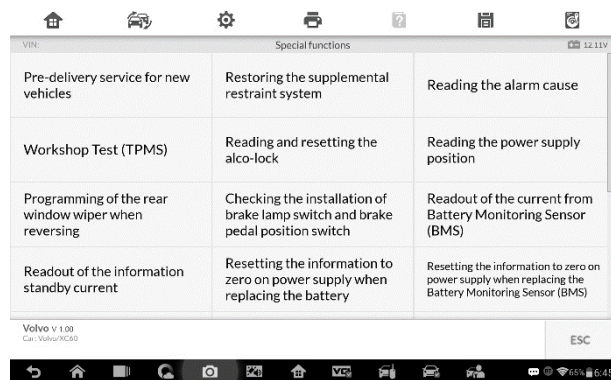 VIN:
Special functions
12.11V
Pre-delivery service for new
vehicles
Restoring the supplemental
restraint system
Reading the alarm cause
Workshop Test (TPMS)
Reading and resetting the
alco-lock
Reading the power supply
position
Programming of the rear
window wiper when
reversing
Checking the installation of
brake lamp switch and brake
pedal position switch
Readout of the current from
Battery Monitoring Sensor
(BMS)
Readout of the information
standby current
Resetting the information to
zero on power supply when
replacing the battery
Resetting the information to zero on
power supply when replacing the
Battery Monitoring Sensor (BMS)
Volvo V 1.00
Car: Volvo/XC60
ESC
65%
6:45